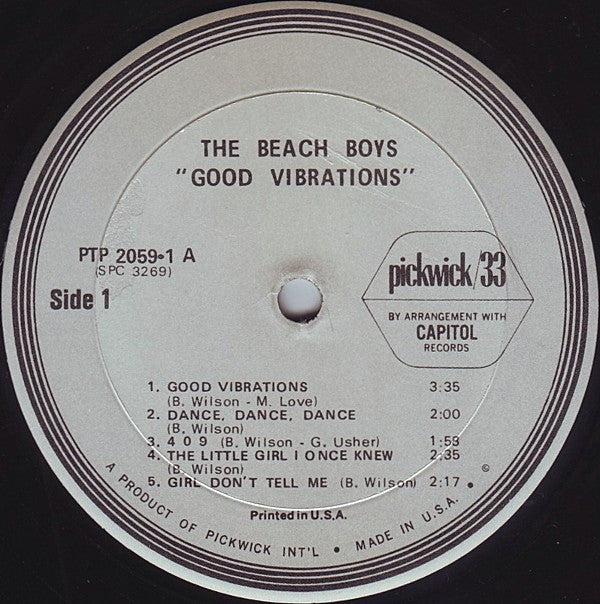 THE BEACH BOYS
"GOOD VIBRATIONS"
PTP 2059•1 A
(SPC 3269)
Side 1
pickwick/33
BY ARRANGEMENT WITH
CAPITOL
RECORDS
1. GOOD VIBRATIONS 3:35
(B. Wilson - M. Love)
2. DANCE, DANCE, DANCE 2:00
(B. Wilson)
3. 4 0 9 (B. Wilson - G. Usher) 1:53
4. THE LITTLE GIRL I ONCE KNEW 2:35
(B. Wilson)
5. GIRL DON'T TELL ME (B. Wilson) 2:17 •
©
Printed in U.S.A.
A PRODUCT OF PICKWICK INT'L • MADE IN U.S.A.